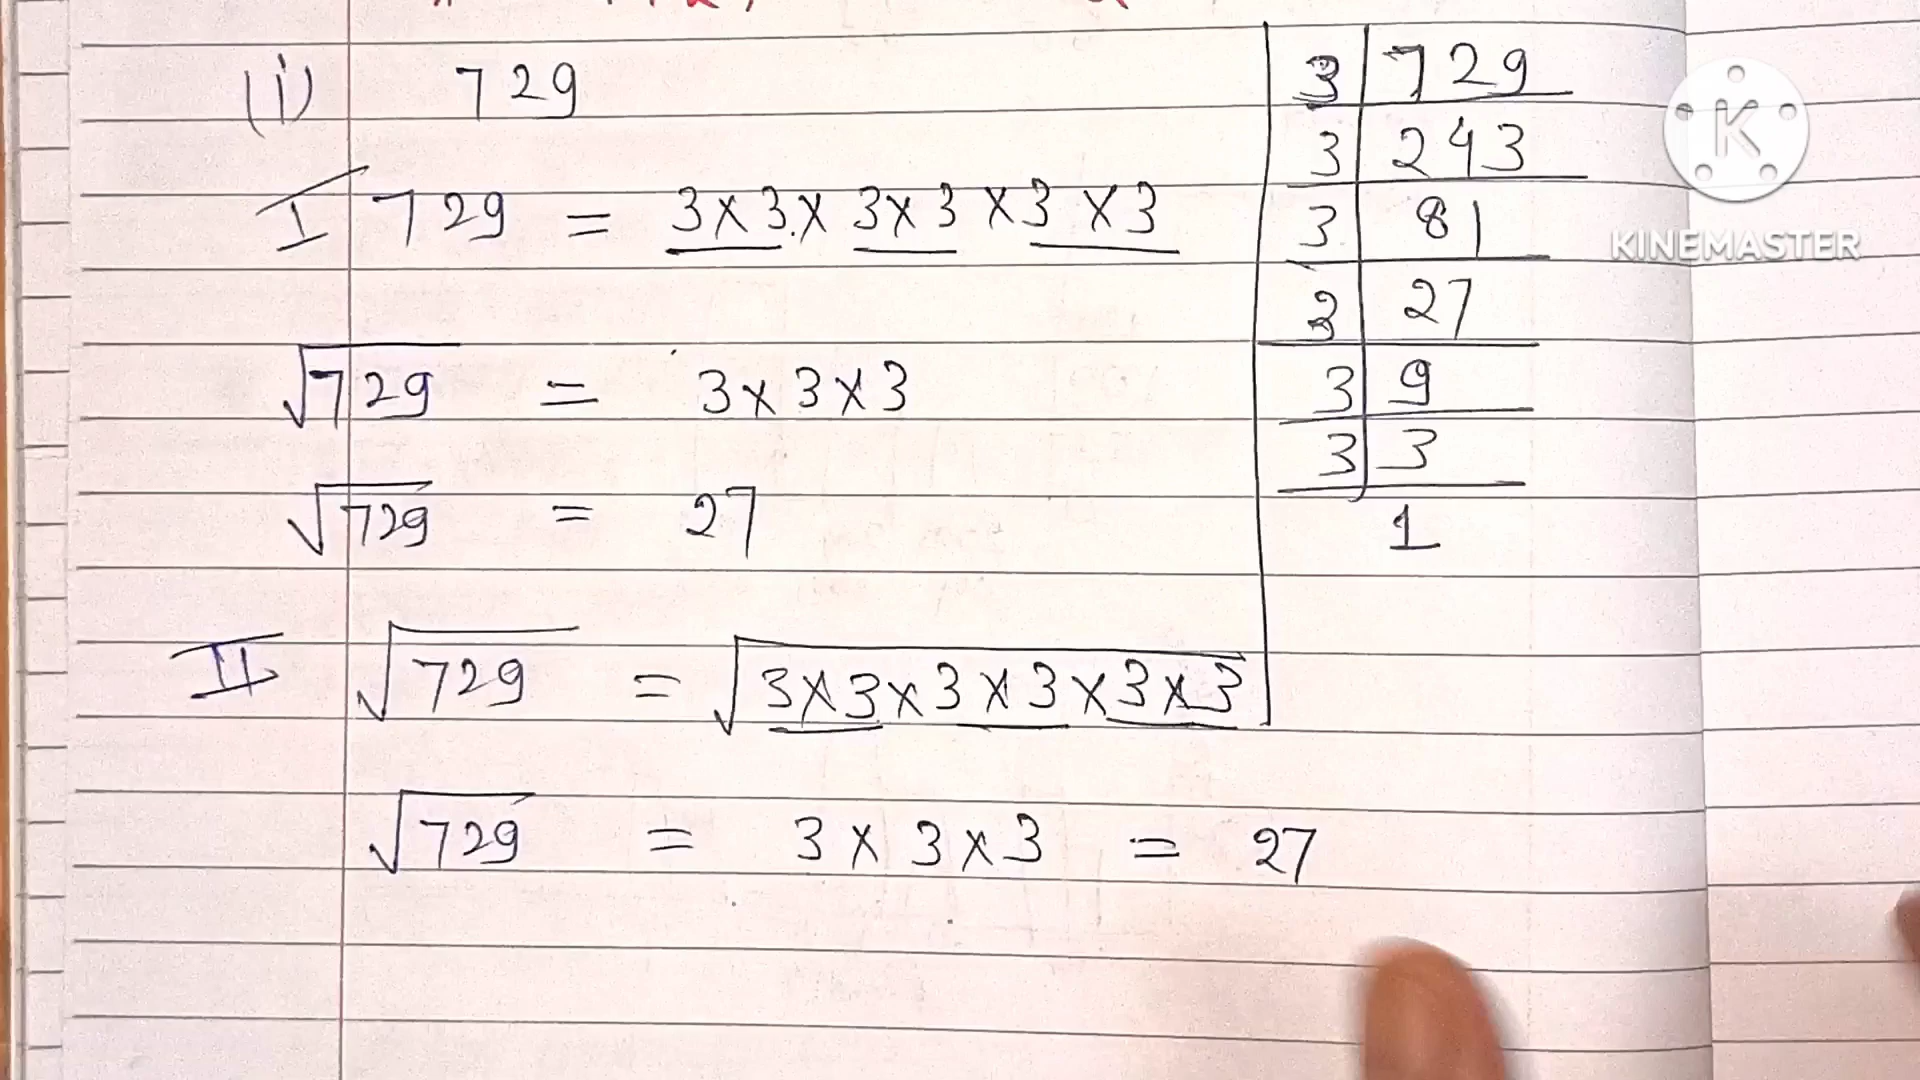 (i) 729
I 729 = 3×3×3×3×3×3
√729 = 3×3×3
√729 = 27
II √729 = √3×3×3×3×3×3
√729 = 3×3×3 = 27
3 | 729
3 | 243
3 | 81
3 | 27
3 | 9
3 | 3
1
K
KINEMASTER